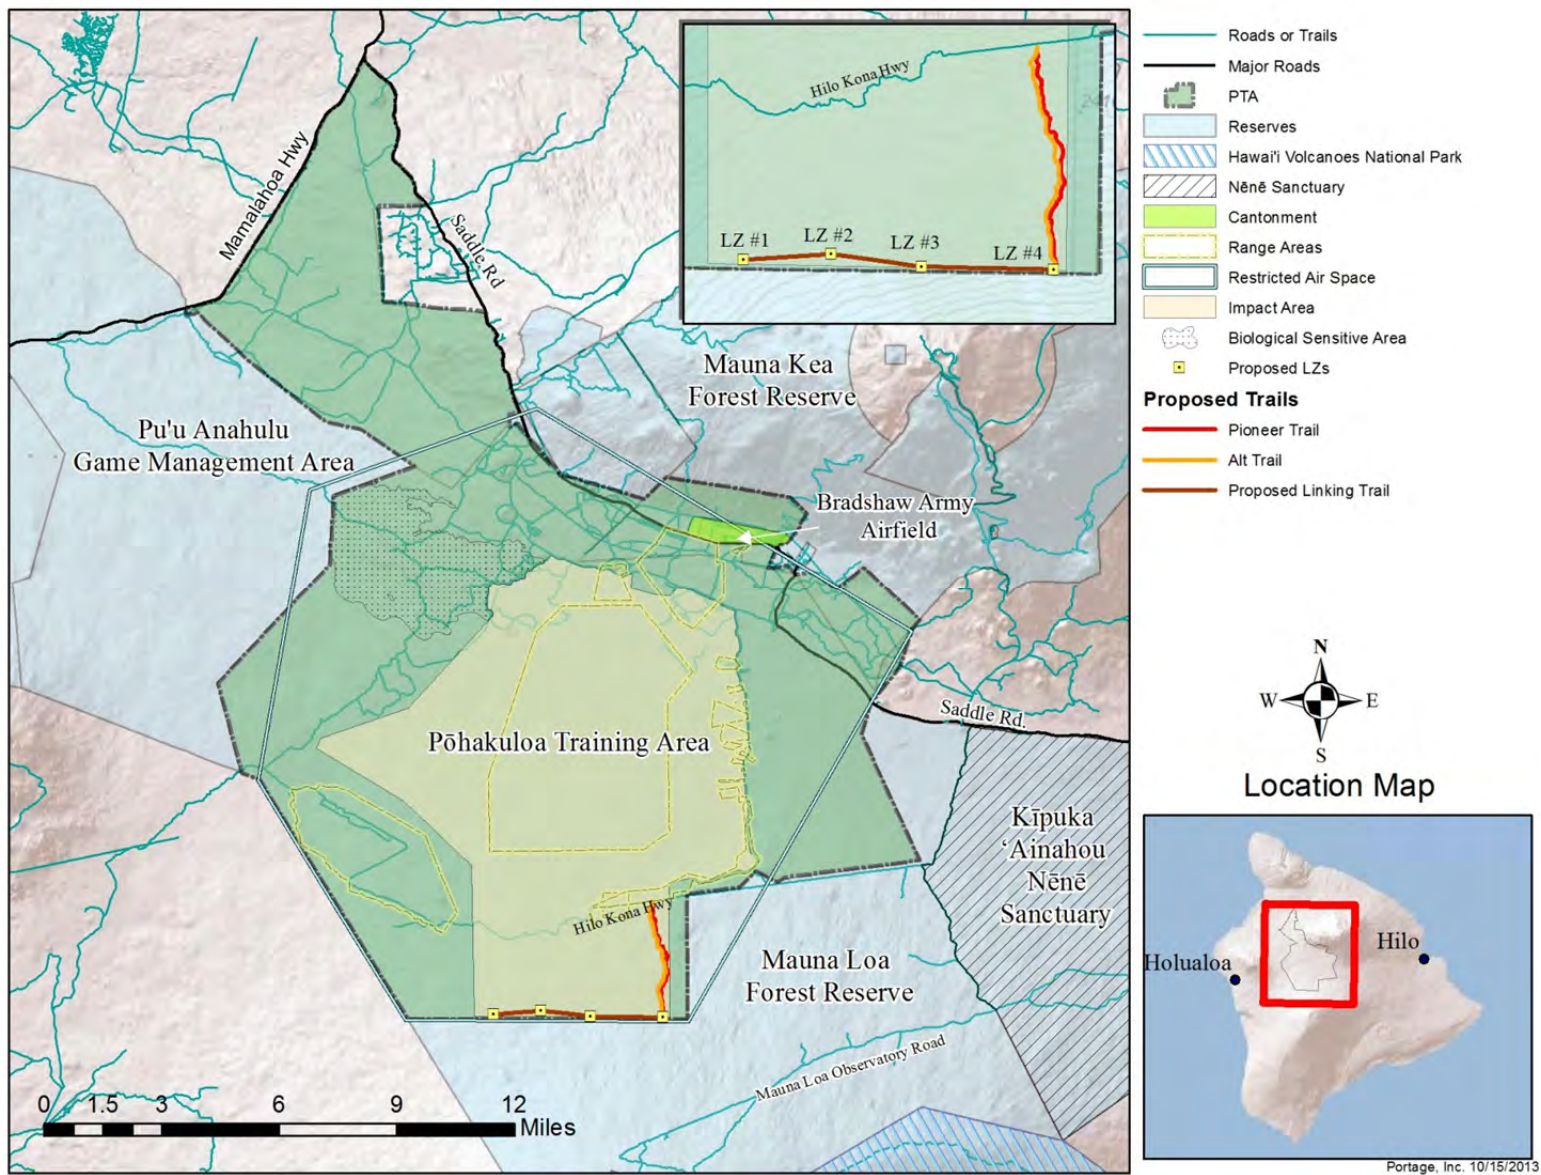 Mamalahoa Hwy
Saddle Rd
Hilo Kona Hwy
LZ #1
LZ #2
LZ #3
LZ #4
Mauna Kea
Forest Reserve
Pu'u Anahulu
Game Management Area
Bradshaw Army
Airfield
Pōhakuloa Training Area
Saddle Rd.
Kīpuka
‘Ainahou
Nēnē
Sanctuary
Hilo Kona Hwy
Mauna Loa
Forest Reserve
Mauna Loa Observatory Road
0 1.5 3 6 9 12
Miles
Roads or Trails
Major Roads
PTA
Reserves
Hawai'i Volcanoes National Park
Nēnē Sanctuary
Cantonment
Range Areas
Restricted Air Space
Impact Area
Biological Sensitive Area
Proposed LZs
Proposed Trails
Pioneer Trail
Alt Trail
Proposed Linking Trail
N
W E
S
Location Map
Holualoa
Hilo
Portage, Inc. 10/15/2013